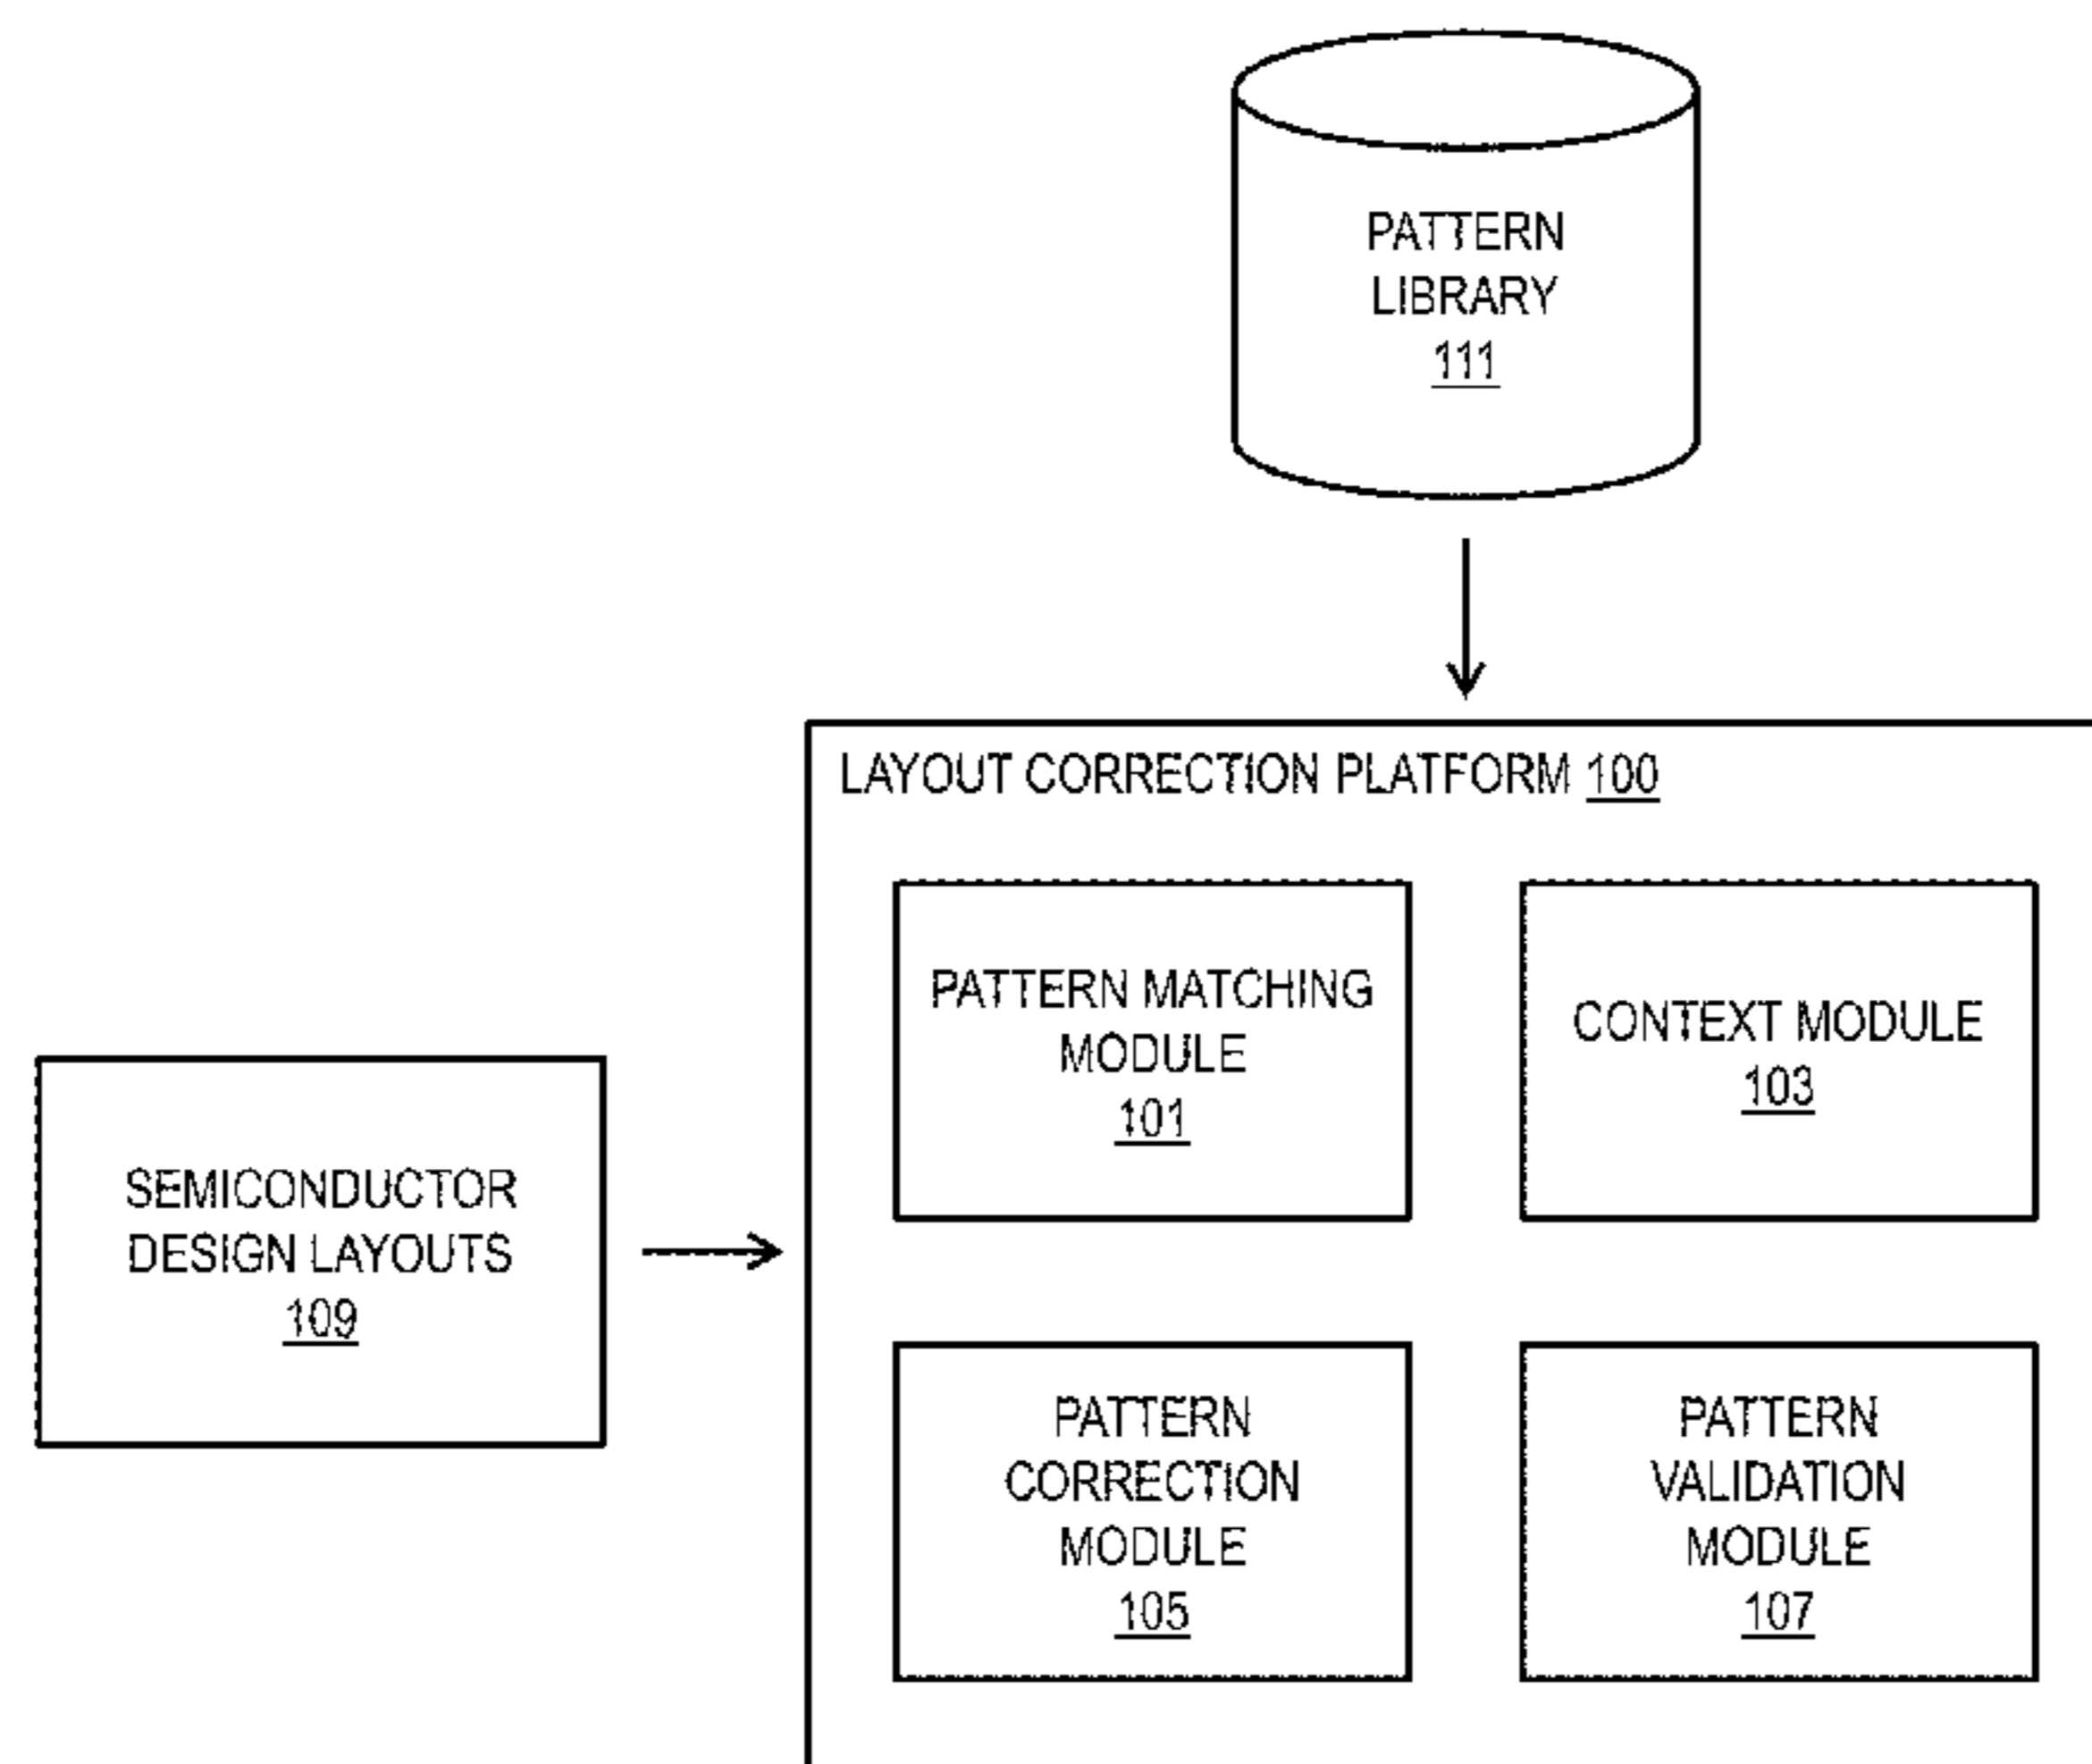 PATTERN
LIBRARY
111
LAYOUT CORRECTION PLATFORM 100
PATTERN MATCHING
MODULE
101
CONTEXT MODULE
103
SEMICONDUCTOR
DESIGN LAYOUTS
109
PATTERN
CORRECTION
MODULE
105
PATTERN
VALIDATION
MODULE
107